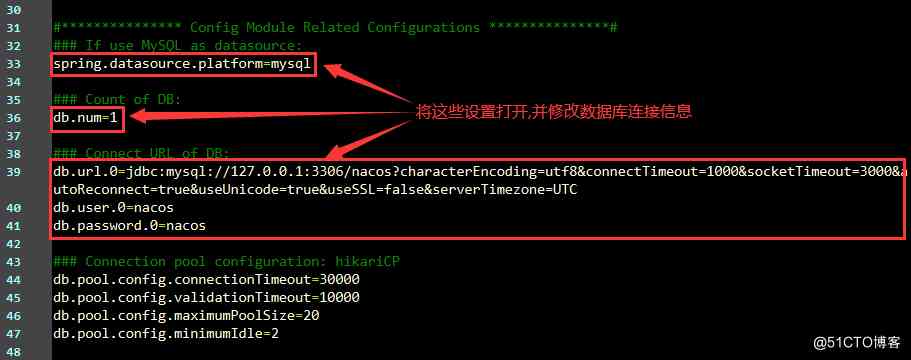 30
31 #*************** Config Module Related Configurations ***************#
32 ### If use MySQL as datasource:
33 spring.datasource.platform=mysql
34
35 ### Count of DB:
36 db.num=1
将这些设置打开,并修改数据库连接信息
37
38 ### Connect URL of DB:
39 db.url.0=jdbc:mysql://127.0.0.1:3306/nacos?characterEncoding=utf8&connectTimeout=1000&socketTimeout=3000&a
utoReconnect=true&useUnicode=true&useSSL=false&serverTimezone=UTC
40 db.user.0=nacos
41 db.password.0=nacos
42
43 ### Connection pool configuration: hikariCP
44 db.pool.config.connectionTimeout=30000
45 db.pool.config.validationTimeout=10000
46 db.pool.config.maximumPoolSize=20
47 db.pool.config.minimumIdle=2
48
@51CTO博客